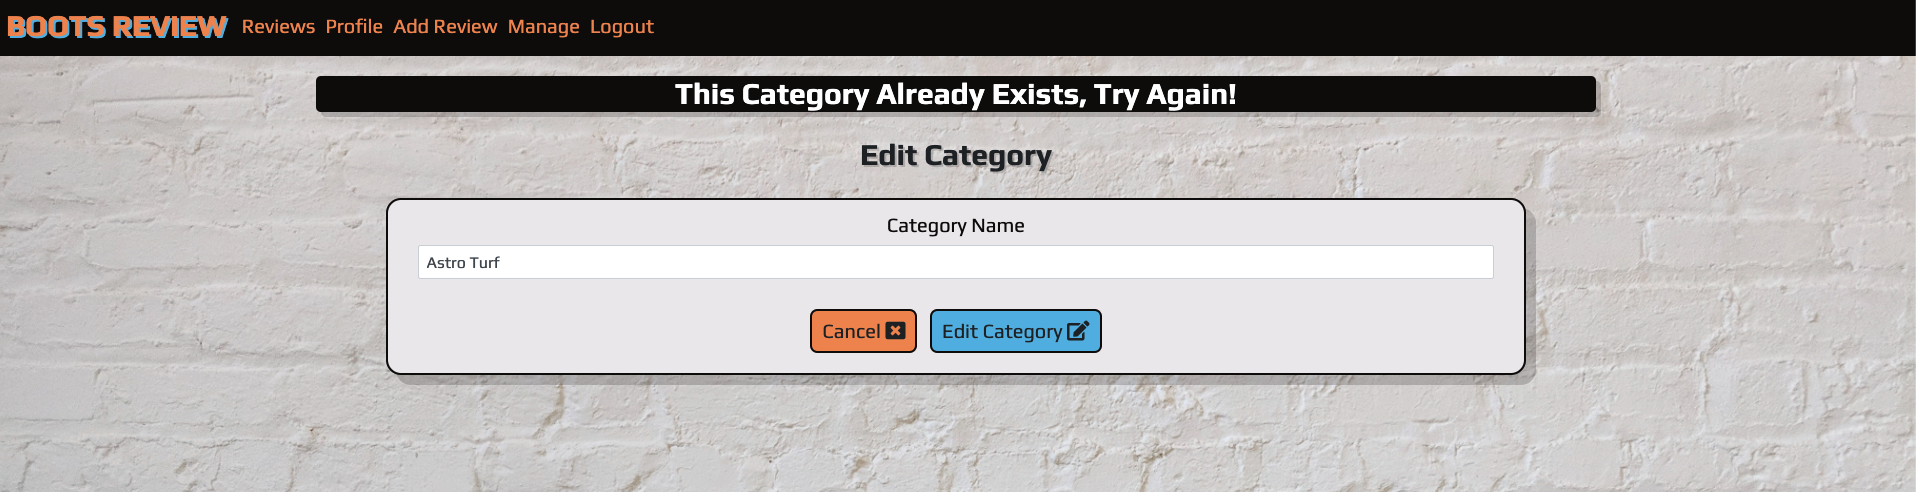 BOOTS REVIEW Reviews Profile Add Review Manage Logout
This Category Already Exists, Try Again!
Edit Category
Category Name
Astro Turf
Cancel Edit Category